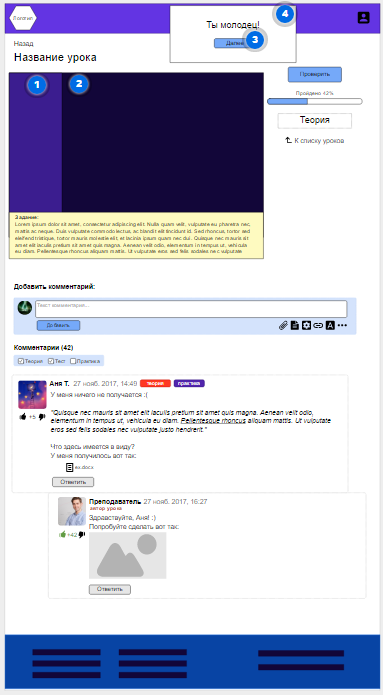 Логотип
Ты молодец!
4
Далее
3
Назад
Название урока
Проверить
Пройдено 42%
Теория
К списку уроков
1
2
Задание:
Lorem ipsum dolor sit amet, consectetur adipiscing elit. Nulla quam velit, vulputate eu pharetra nec,
mattis ac neque. Duis vulputate commodo lectus, ac blandit elit tincidunt id. Sed rhoncus, tortor sed
eleifend tristique, tortor mauris molestie elit, et lacinia ipsum quam nec dui. Quisque nec mauris sit
amet elit iaculis pretium sit amet quis magna. Aenean velit odio, elementum in tempus ut, vehicula
eu diam. Pellentesque rhoncus aliquam mattis. Ut vulputate eros sed felis sodales nec vulputate
Добавить комментарий:
Текст комментария...
Добавить
Комментарии (42)
Теория Тест Практика
Аня Т. 27 нояб. 2017, 14:49 теория практика
У меня ничего не получается :(
"Quisque nec mauris sit amet elit iaculis pretium sit amet quis magna. Aenean velit odio,
elementum in tempus ut, vehicula eu diam. Pellentesque rhoncus aliquam mattis. Ut vulputate
eros sed felis sodales nec vulputate justo hendrerit."
+5
Что здесь имеется в виду?
У меня получилось вот так:
ex.docx
Ответить
Преподаватель 27 нояб. 2017, 16:27
автор урока
Здравствуйте, Аня! :)
Попробуйте сделать вот так:
+42
Ответить